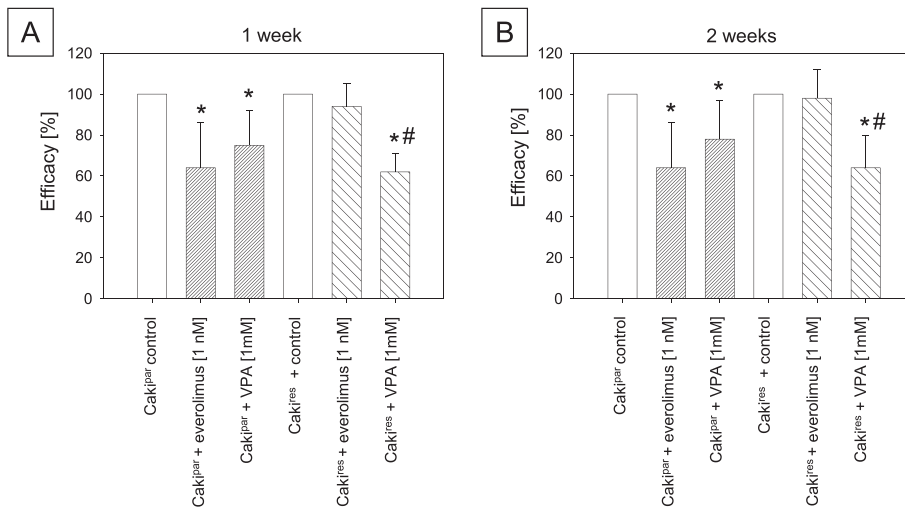 A
1 week
Efficacy [%]
120
100
80
60
40
20
0
*
*
*#
Cakipar control
Cakipar + everolimus [1 nM]
Cakipar + VPA [1mM]
Cakires + control
Cakires + everolimus [1 nM]
Cakires + VPA [1mM]
B
2 weeks
Efficacy [%]
120
100
80
60
40
20
0
*
*
*#
Cakipar control
Cakipar + everolimus [1 nM]
Cakipar + VPA [1mM]
Cakires + control
Cakires + everolimus [1 nM]
Cakires + VPA [1mM]